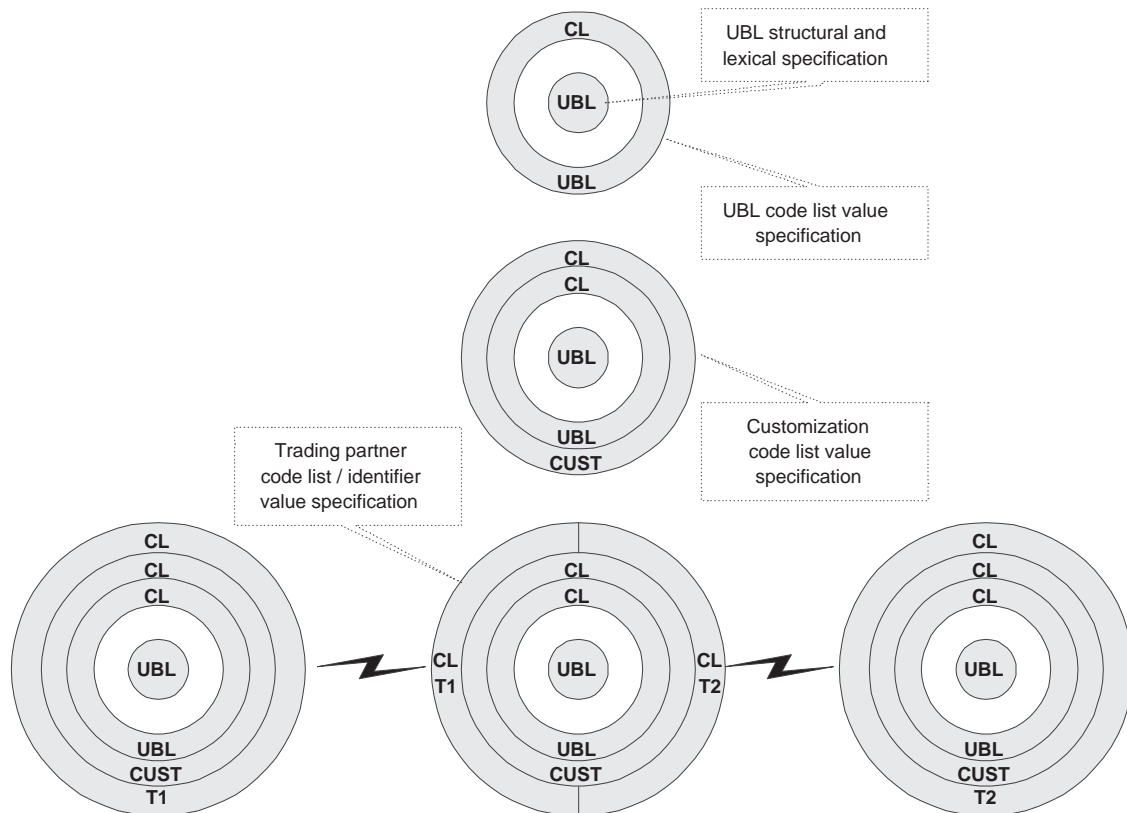 CL
UBL
UBL
UBL structural and
lexical specification
UBL code list value
specification
CL
CL
UBL
UBL
CUST
Customization
code list value
specification
Trading partner
code list / identifier
value specification
CL
CL
CL
UBL
UBL
CUST
T1
CL
CL
CL
T1
UBL
CL
T2
UBL
CUST
CL
CL
CL
UBL
UBL
CUST
T2